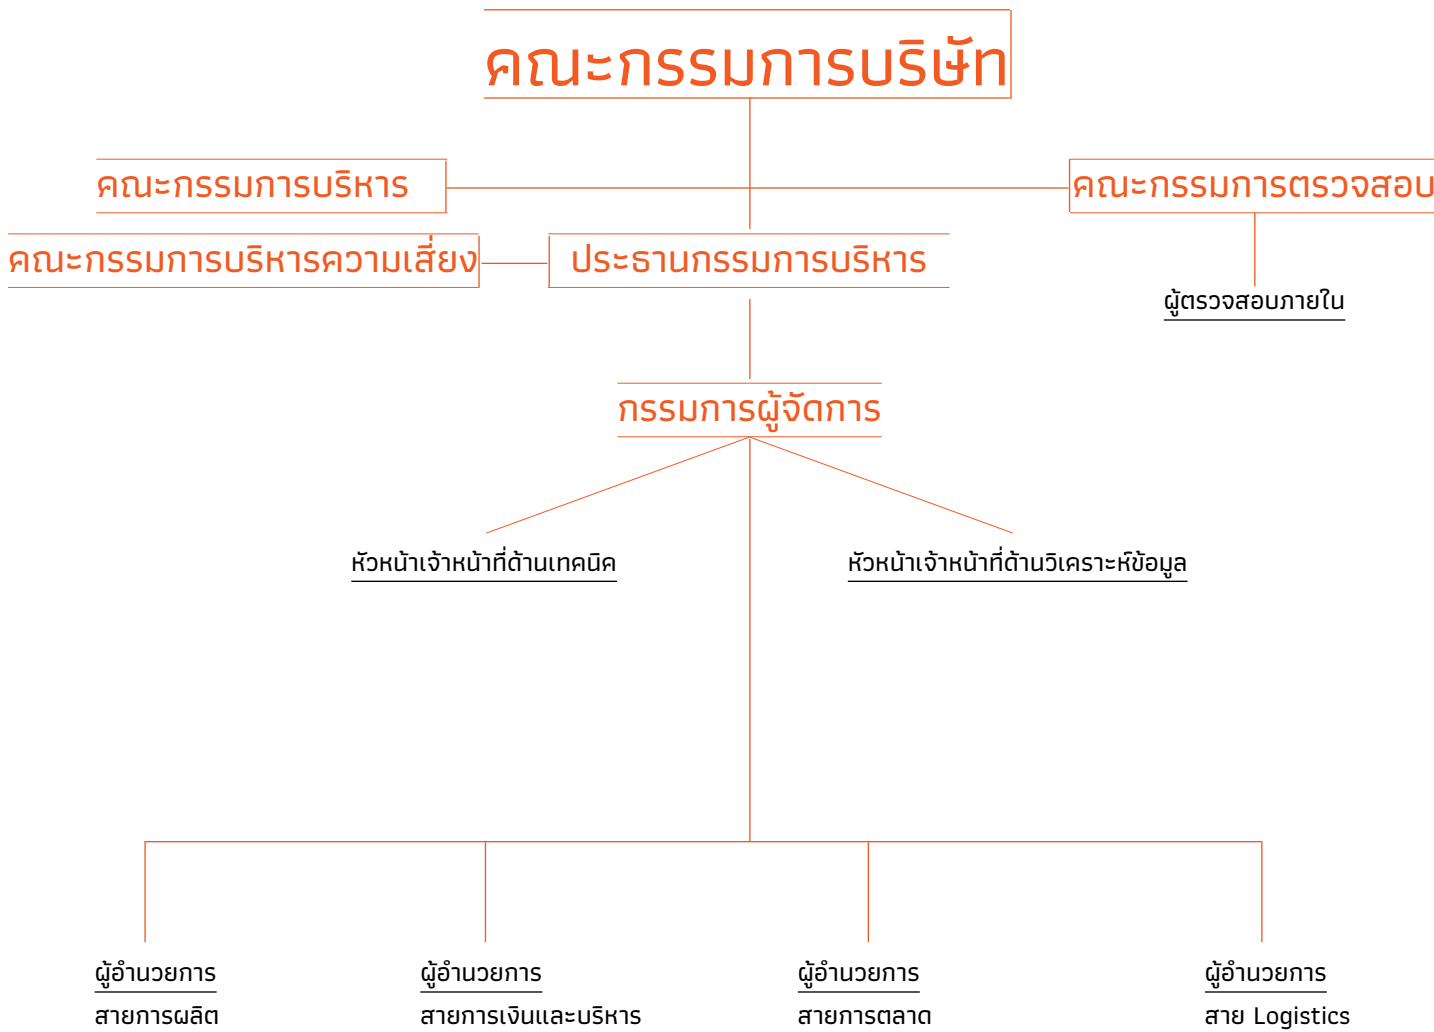 คณะกรรมการบริษัท
คณะกรรมการบริหาร
คณะกรรมการตรวจสอบ
คณะกรรมการบริหารความเสี่ยง
ประธานกรรมการบริหาร
ผู้ตรวจสอบภายใน
กรรมการผู้จัดการ
หัวหน้าเจ้าหน้าที่ด้านเทคนิค
หัวหน้าเจ้าหน้าที่ด้านวิเคราะห์ข้อมูล
ผู้อำนวยการ
สายการผลิต
ผู้อำนวยการ
สายการเงินและบริหาร
ผู้อำนวยการ
สายการตลาด
ผู้อำนวยการ
สาย Logistics